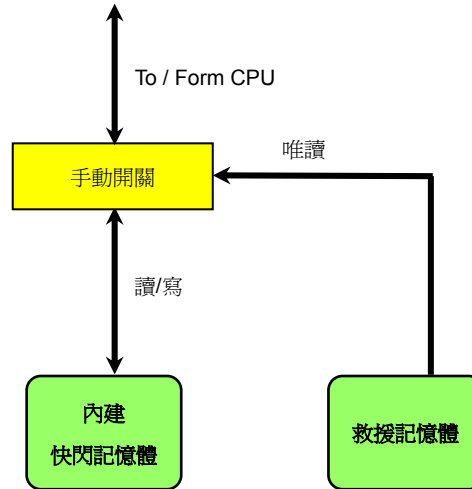 To / Form CPU
唯讀
手動開關
讀/寫
內建
快閃記憶體
救援記憶體